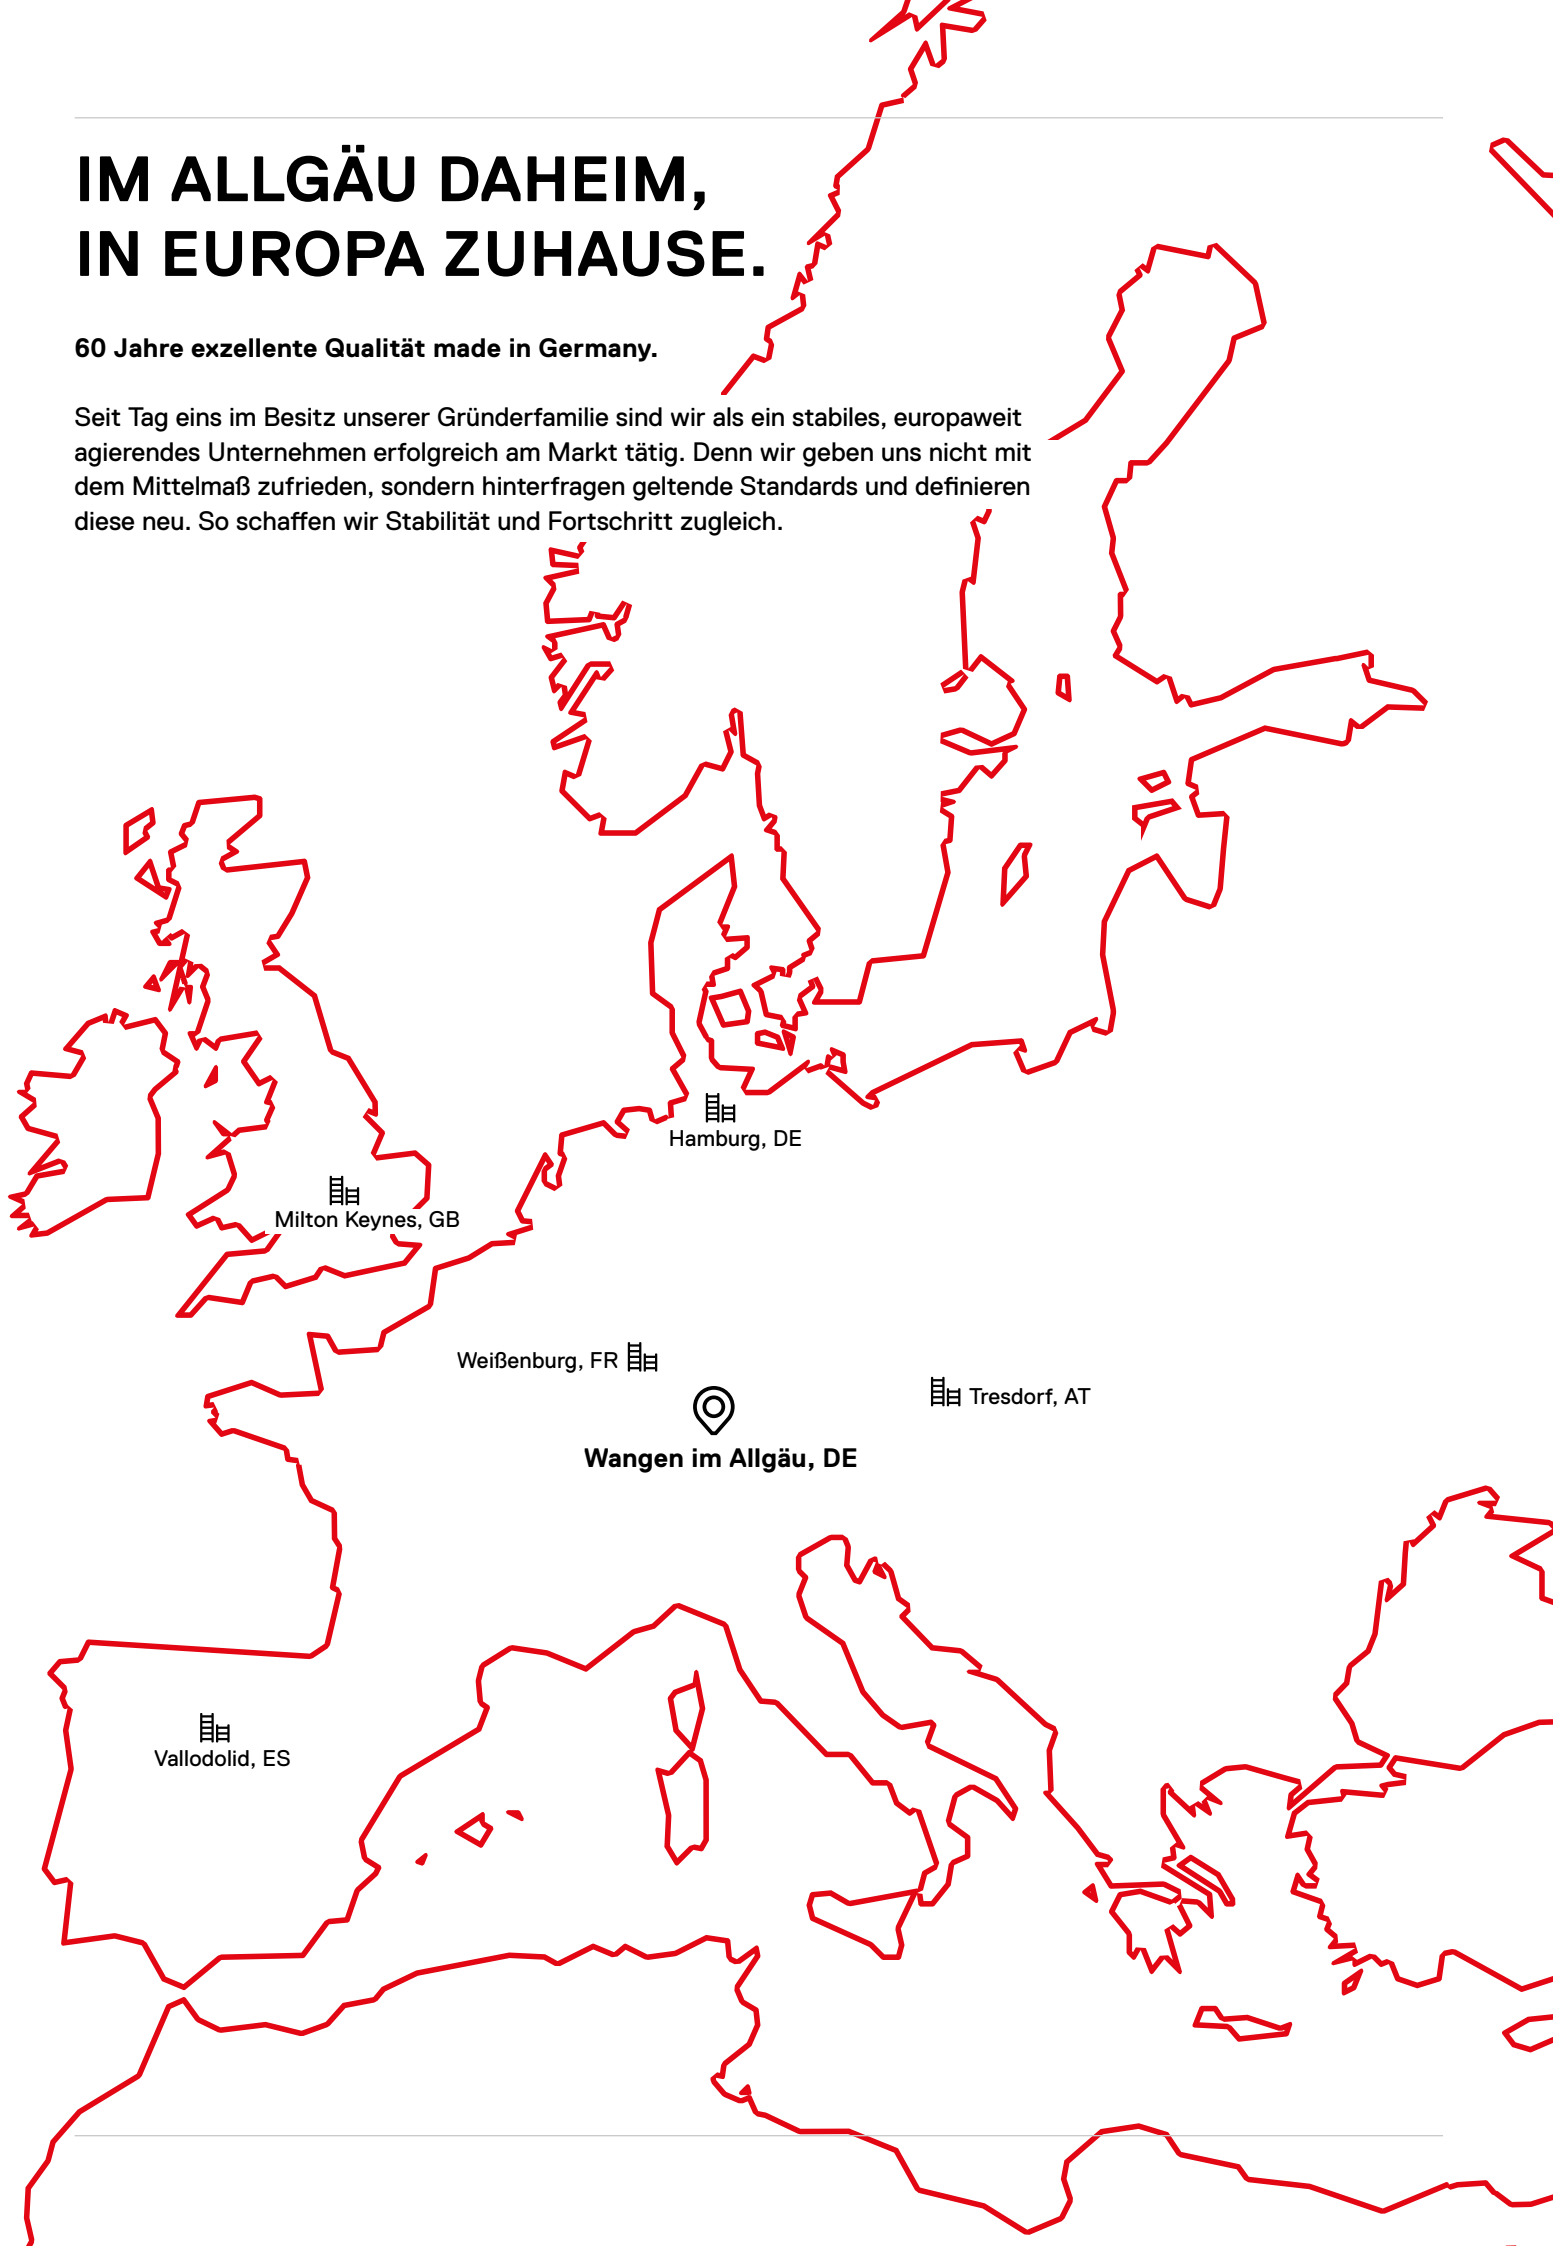 IM ALLGÄU DAHEIM,
IN EUROPA ZUHAUSE.
60 Jahre exzellente Qualität made in Germany.
Seit Tag eins im Besitz unserer Gründerfamilie sind wir als ein stabiles, europaweit
agierendes Unternehmen erfolgreich am Markt tätig. Denn wir geben uns nicht mit
dem Mittelmaß zufrieden, sondern hinterfragen geltende Standards und definieren
diese neu. So schaffen wir Stabilität und Fortschritt zugleich.
Hamburg, DE
Milton Keynes, GB
Weißenburg, FR
Tresdorf, AT
Wangen im Allgäu, DE
Vallodolid, ES